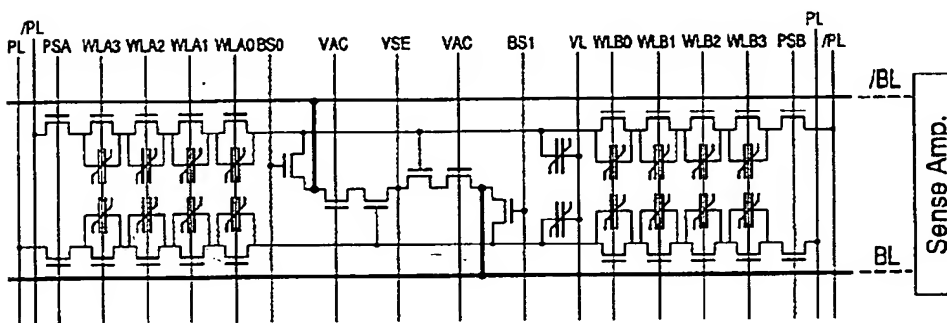 /PL
PL
PL PSA WLA3 WLA2 WLA1 WLA0 BS0 VAC VSE VAC BS1 VL WLB0 WLB1 WLB2 WLB3 PSB /PL
/BL
BL
Sense Amp.